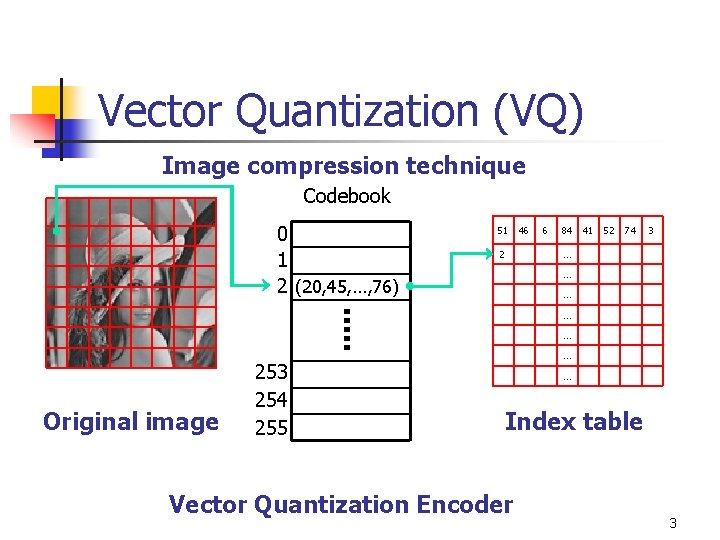 Vector Quantization (VQ)
Image compression technique
Codebook
0
1
2 (20,45,…,76)
253
254
255
51 46 6 84 41 52 74 3
2 …
…
…
…
…
…
…
Original image
Index table
Vector Quantization Encoder
3